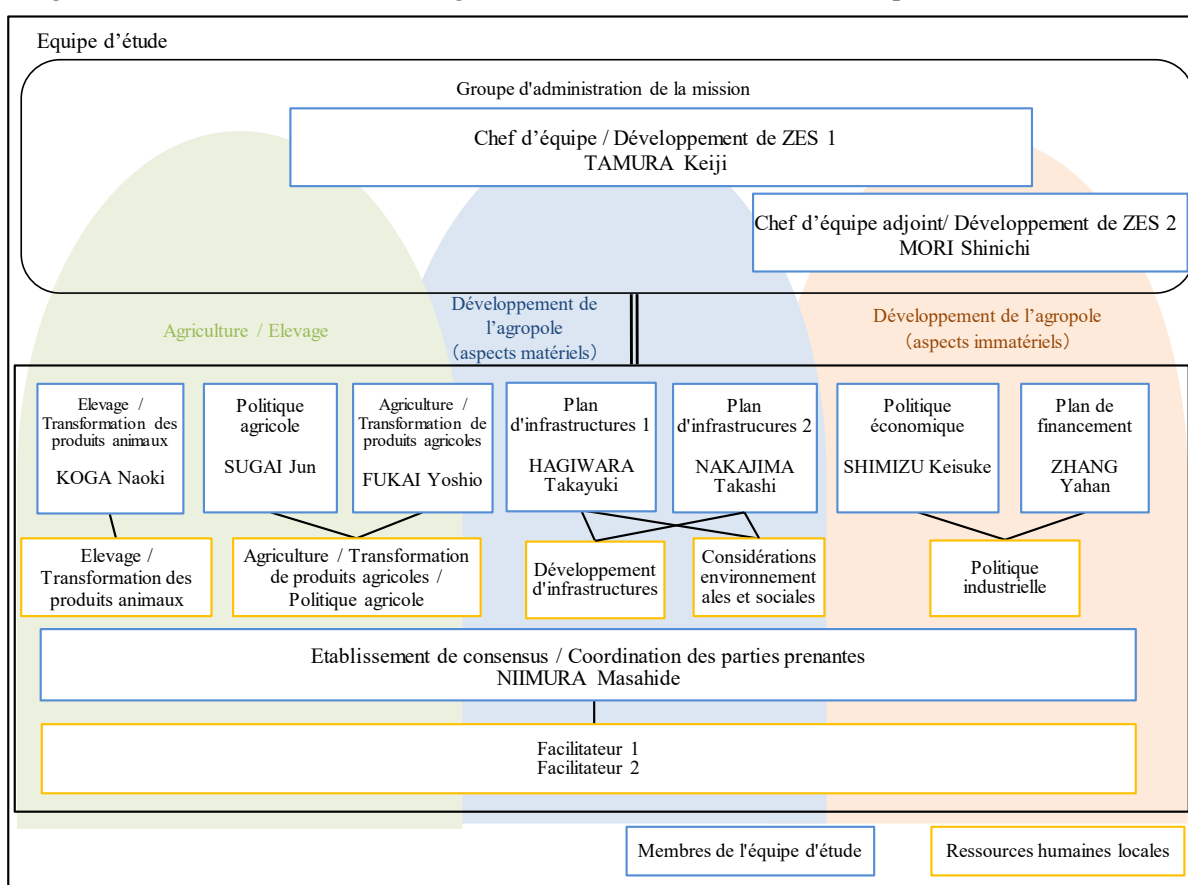 Equipe d’étude
Groupe d'administration de la mission
Chef d’équipe / Développement de ZES 1
TAMURA Keiji
Chef d’équipe adjoint/ Développement de ZES 2
MORI Shinichi
Agriculture / Elevage
Développement de
l’agropole
(aspects matériels)
Développement de l’agropole
(aspects immatériels)
Elevage /
Transformation des
produits animaux
KOGA Naoki
Politique
agricole
SUGAI Jun
Agriculture /
Transformation de
produits agricoles
FUKAI Yoshio
Plan
d'infrastructures 1
HAGIWARA
Takayuki
Plan
d'infrastrucures 2
NAKAJIMA
Takashi
Politique
économique
SHIMIZU Keisuke
Plan de
financement
ZHANG
Yahan
Elevage /
Transformation des
produits animaux
Agriculture / Transformation
de produits agricoles /
Politique agricole
Développement
d'infrastructures
Considérations
environnement
ales et sociales
Politique
industrielle
Etablissement de consensus / Coordination des parties prenantes
NIIMURA Masahide
Facilitateur 1
Facilitateur 2
Membres de l'équipe d'étude
Ressources humaines locales